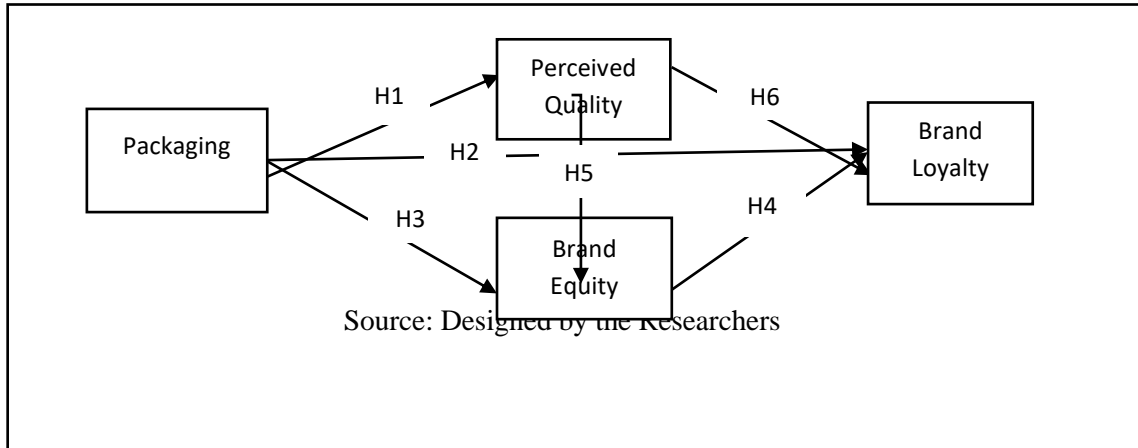 Perceived
Quality
H1
H6
Packaging
Brand
Loyalty
H2
H5
H3
H4
Brand
Equity
Source: Designed by the Researchers